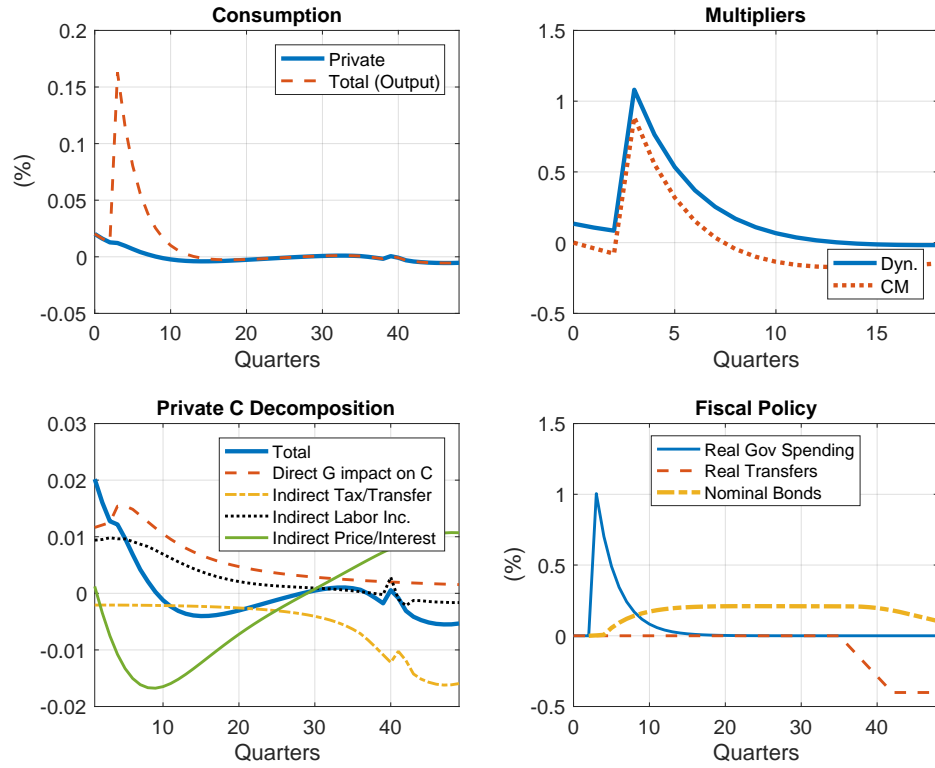 Consumption
0.2
0.15
0.1
0.05
0
-0.05
(%)
0 10 20 30 40
Quarters
Private
Total (Output)
Multipliers
1.5
1
0.5
0
-0.5
0 5 10 15
Quarters
Dyn.
CM
Private C Decomposition
0.03
0.02
0.01
0
-0.01
-0.02
10 20 30 40
Quarters
Total
Direct G impact on C
Indirect Tax/Transfer
Indirect Labor Inc.
Indirect Price/Interest
Fiscal Policy
1.5
1
0.5
0
-0.5
(%)
0 10 20 30 40
Quarters
Real Gov Spending
Real Transfers
Nominal Bonds